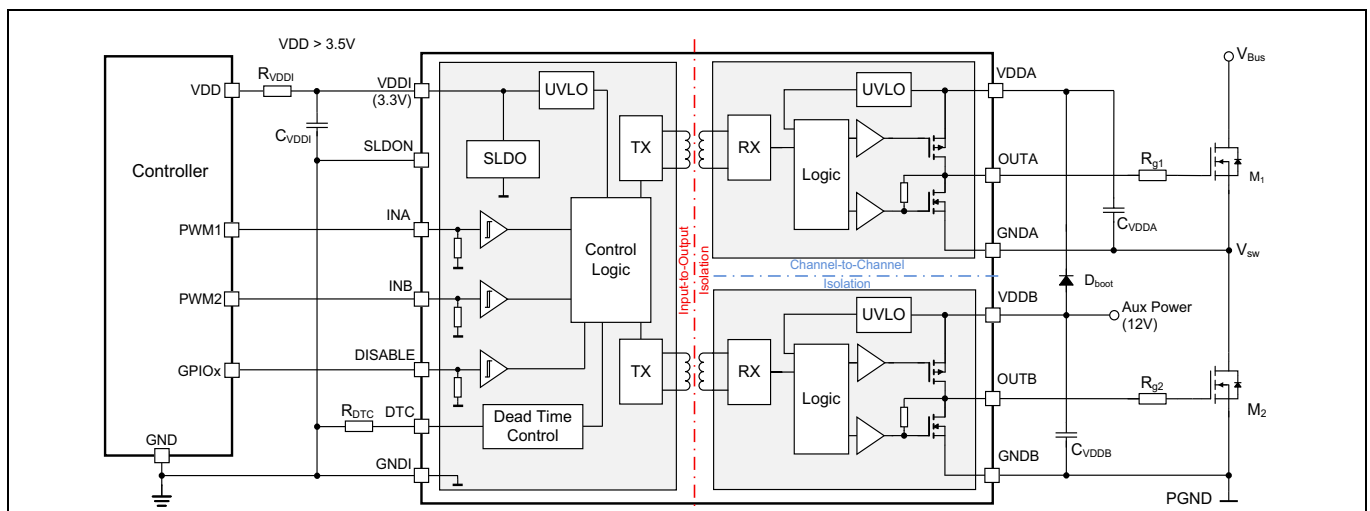 VDD > 3.5V
Controller
VDD
PWM1
PWM2
GPIOx
GND
RVDDI
CVDDI
RDTC
VDDI
(3.3V)
SLDON
INA
INB
DISABLE
DTC
GNDI
UVLO
SLDO
TX
Control
Logic
TX
Dead Time
Control
Input-to-Output
Isolation
Channel-to-Channel
Isolation
UVLO
RX
Logic
UVLO
RX
Logic
VDDA
OUTA
GNDA
VDDB
OUTB
GNDB
VBus
Rg1
M1
CVDDA
Vsw
Dboot
Aux Power
(12V)
Rg2
M2
CVDDB
PGND